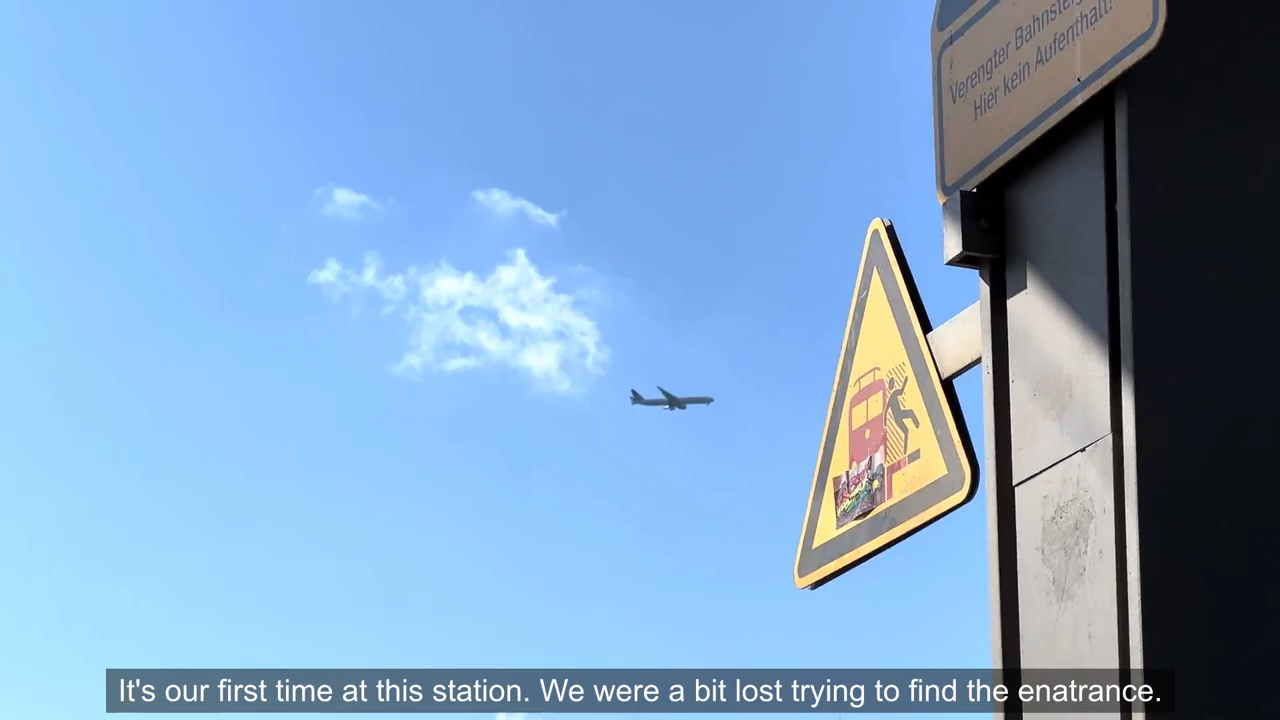 Verengter Bahnsteig
Hier kein Aufenthalt!
It's our first time at this station. We were a bit lost trying to find the enatrance.